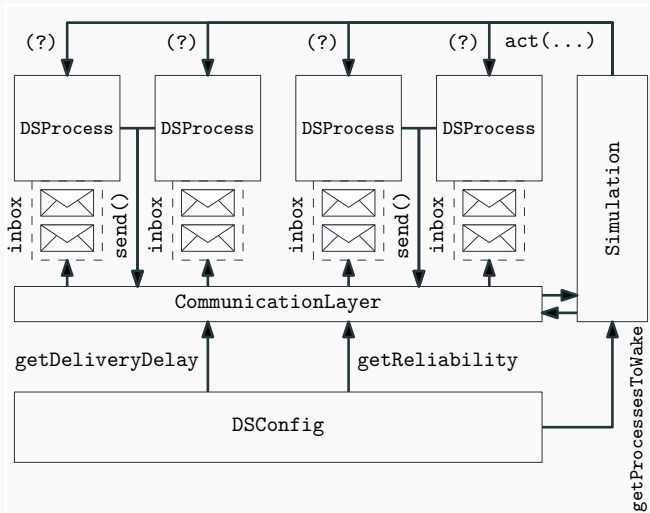 (?) (?) (?) (?) act(...)
DSProcess DSProcess DSProcess DSProcess
Simulation
inbox send() inbox inbox send() inbox
CommunicationLayer
getDeliveryDelay getReliability
DSConfig
getProcessesToWake